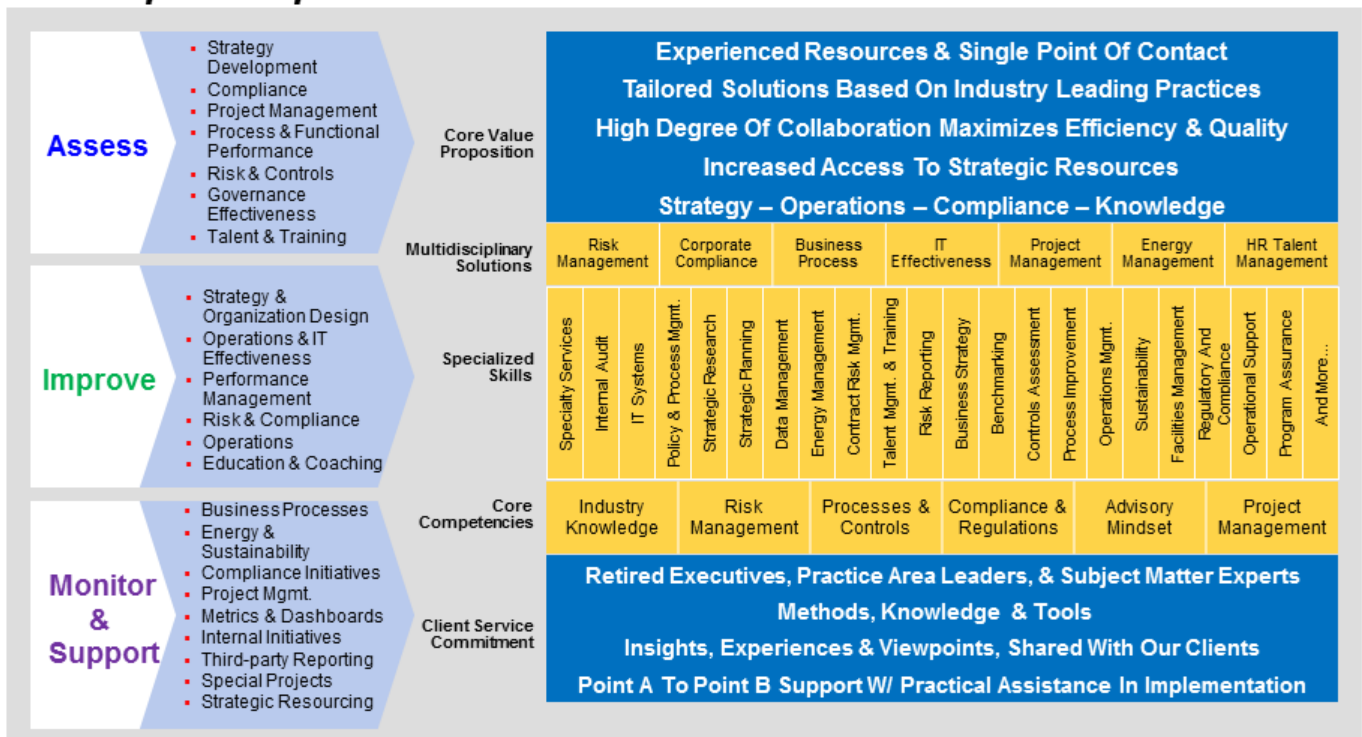 Assess
Strategy
Development
Compliance
Project Management
Process & Functional
Performance
Risk & Controls
Governance
Effectiveness
Talent & Training
Improve
Strategy &
Organization Design
Operations & IT
Effectiveness
Performance
Management
Risk & Compliance
Operations
Education & Coaching
Monitor
&
Support
Business Processes
Energy &
Sustainability
Compliance Initiatives
Project Mgmt.
Metrics & Dashboards
Internal Initiatives
Third-party Reporting
Special Projects
Strategic Resourcing
Core Value
Proposition
Experienced Resources & Single Point Of Contact
Tailored Solutions Based On Industry Leading Practices
High Degree Of Collaboration Maximizes Efficiency & Quality
Increased Access To Strategic Resources
Strategy – Operations – Compliance – Knowledge
Multidisciplinary
Solutions
Risk
Management
Corporate
Compliance
Business
Process
IT
Effectiveness
Project
Management
Energy
Management
HR Talent
Management
Specialized
Skills
Specialty Services
Internal Audit
IT Systems
Policy & Process Mgmt.
Strategic Research
Strategic Planning
Data Management
Energy Management
Contract Risk Mgmt.
Talent Mgmt. & Training
Risk Reporting
Business Strategy
Benchmarking
Controls Assessment
Process Improvement
Operations Mgmt.
Sustainability
Facilities Management
Regulatory And
Compliance
Operational Support
Program Assurance
And More...
Core
Competencies
Industry
Knowledge
Risk
Management
Processes &
Controls
Compliance &
Regulations
Advisory
Mindset
Project
Management
Client Service
Commitment
Retired Executives, Practice Area Leaders, & Subject Matter Experts
Methods, Knowledge & Tools
Insights, Experiences & Viewpoints, Shared With Our Clients
Point A To Point B Support W/ Practical Assistance In Implementation